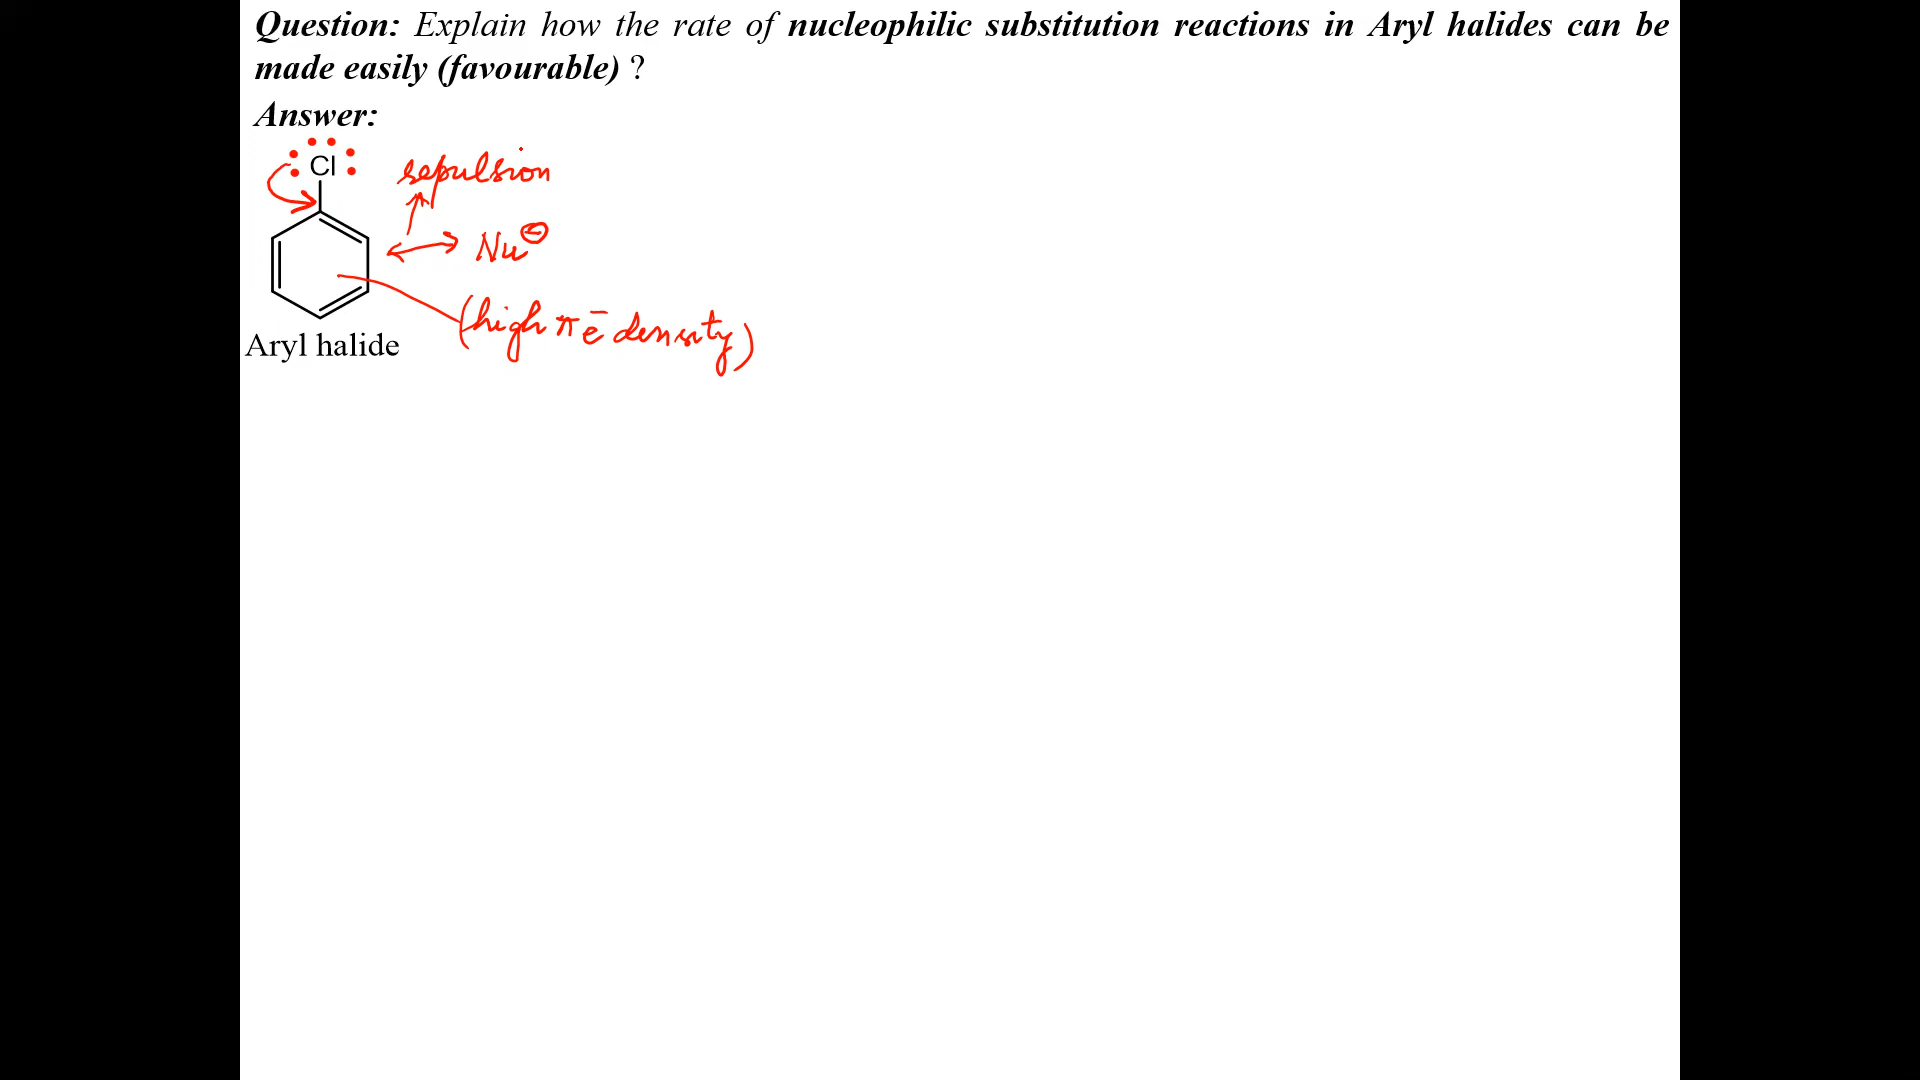 Question: Explain how the rate of nucleophilic substitution reactions in Aryl halides can be
made easily (favourable) ?
Answer:
Cl repulsion
Nu⊖
(high π e̅ density)
Aryl halide